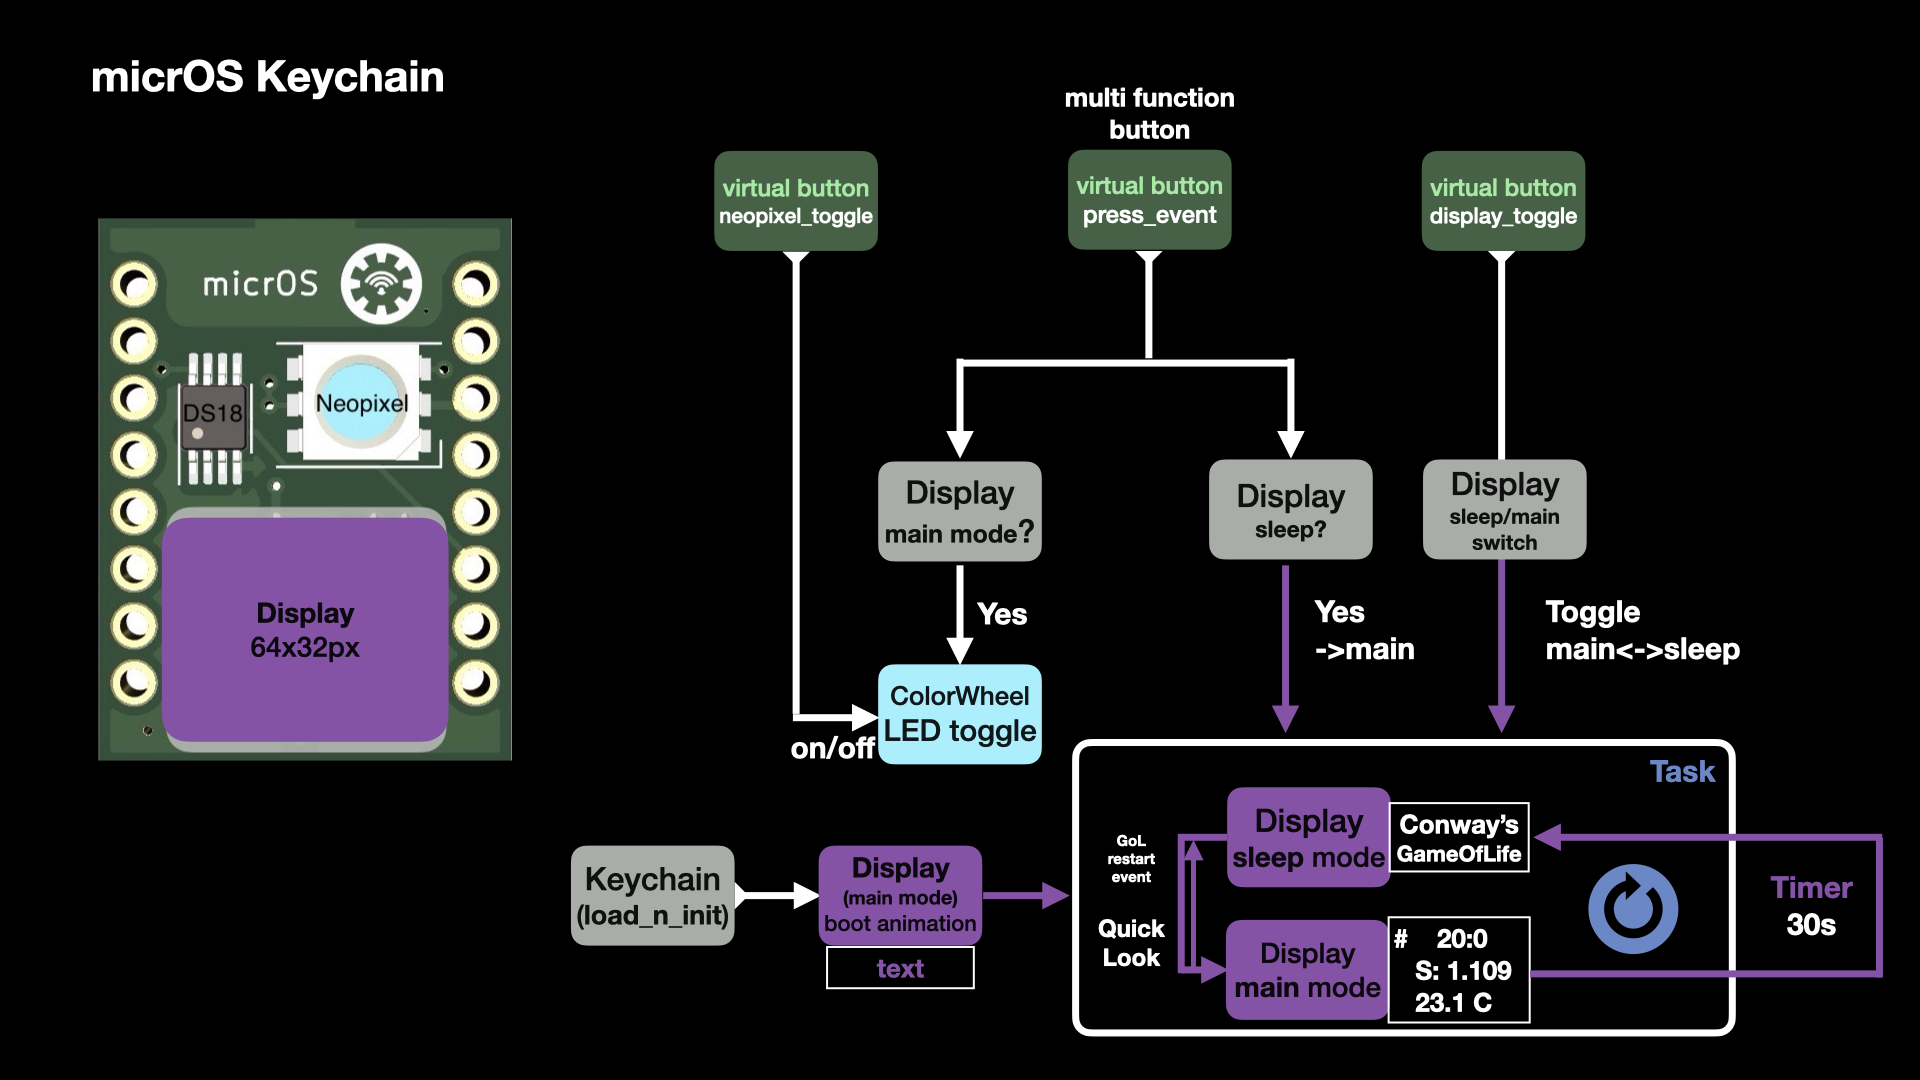 micrOS Keychain
multi function
button
virtual button
neopixel_toggle
virtual button
press_event
virtual button
display_toggle
micrOS
DS18
Neopixel
Display
64x32px
Display
main mode?
Display
sleep?
Display
sleep/main
switch
Yes
Yes
->main
Toggle
main<->sleep
ColorWheel
LED toggle
on/off
Task
Keychain
(load_n_init)
Display
(main mode)
boot animation
text
GoL
restart
event
Quick
Look
Display
sleep mode
Conway's
GameOfLife
Display
main mode
# 20:0
S: 1.109
23.1 C
Timer
30s